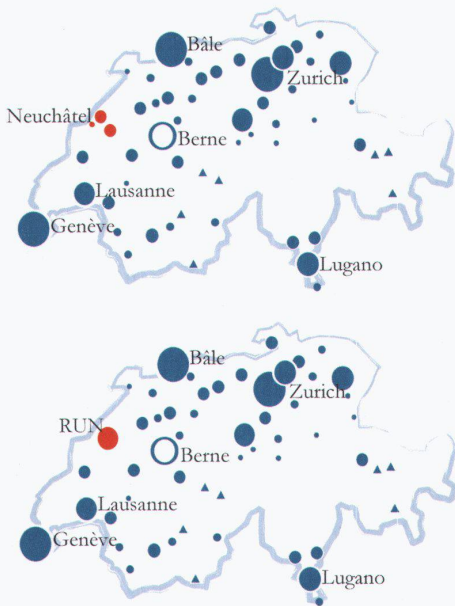 Bâle
Zurich
Neuchâtel
Berne
Lausanne
Genève
Lugano
Bâle
Zurich
RUN
Berne
Lausanne
Genève
Lugano